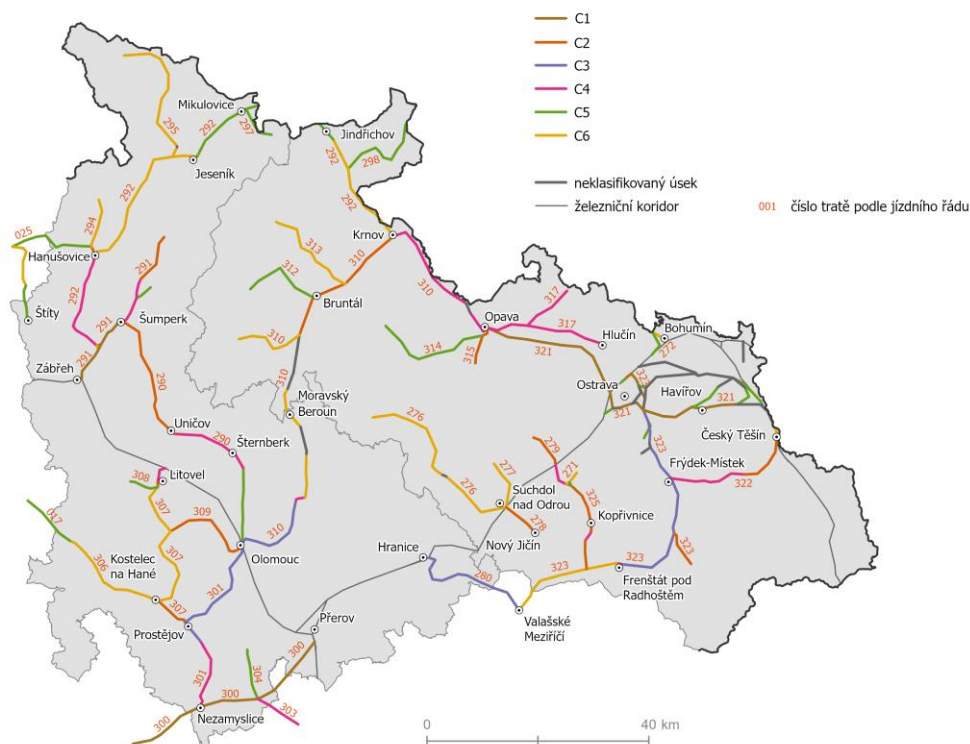 C1
C2
C3
C4
C5
C6
neklasifikovaný úsek
železniční koridor
001 číslo tratě podle jízdního řádu
Mikulovice
292
297
295
Jeseník
Jindřichov
292
298
292
292
294
025
Hanušovice
Krnov
313
310
291
312
310
292
Bruntál
317
Štíty
Šumperk
Opava
317
Hlučín
Bohumín
291
310
314
315
321
272
291
Zábřeh
310
Ostrava
323
Havířov
290
Moravský
Beroun
321
321
276
Český Těšín
Uničov
290
Šternberk
279
323
Frýdek-Místek
308
Litovel
277
271
322
276
Suchdol
nad Odrou
325
307
309
278
Kopřivnice
017
310
Olomouc
Nový Jičín
307
Hranice
323
306
Kostelec
na Hané
323
323
280
Frenštát pod
Radhoštěm
301
307
Přerov
Valašské
Meziříčí
Prostějov
300
301
304
300
303
Nezamyslice
300
0
40 km